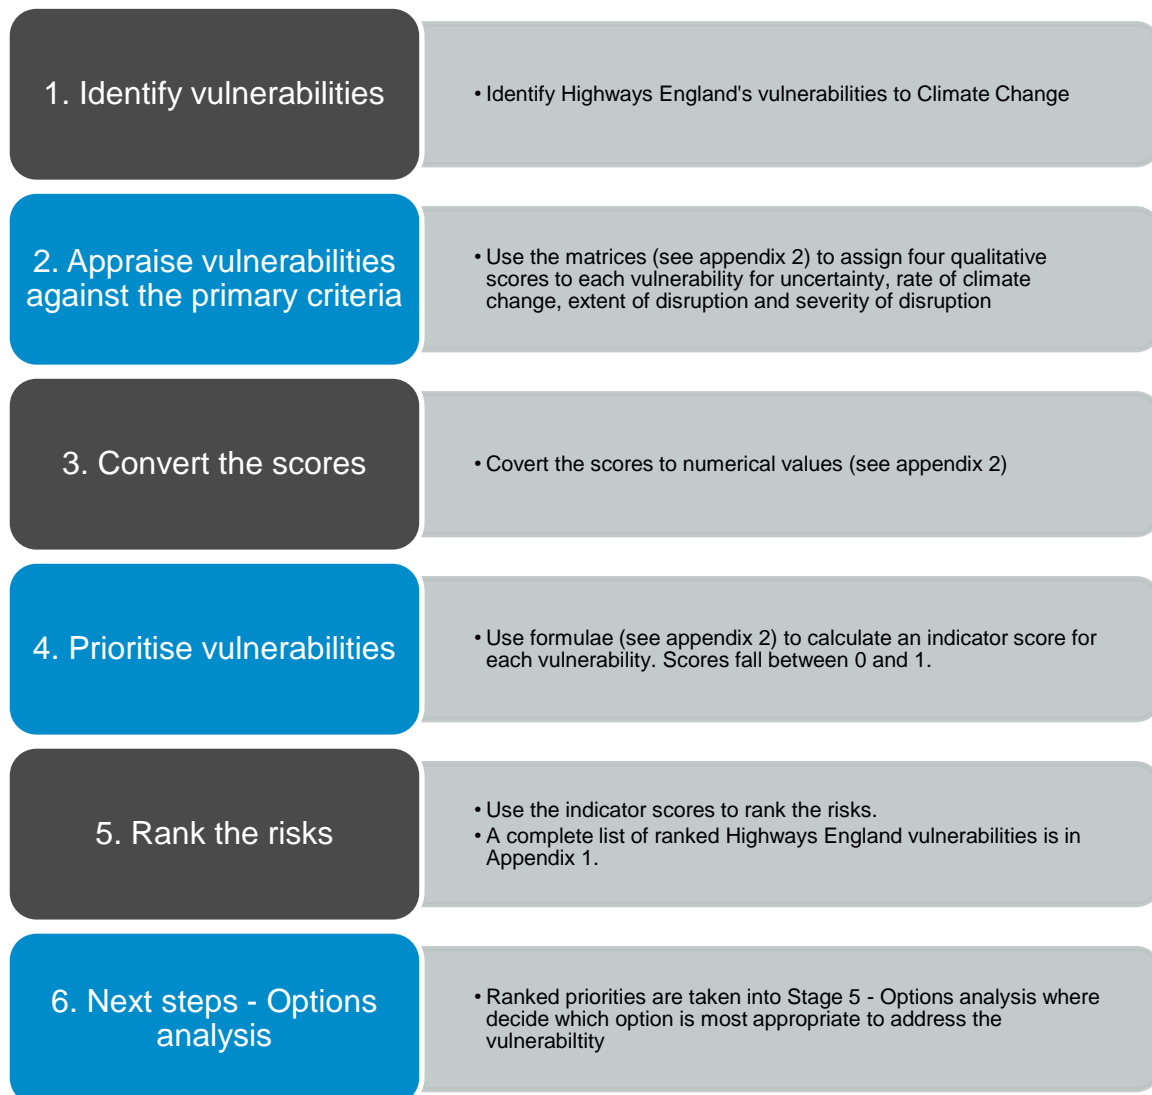 1. Identify vulnerabilities
• Identify Highways England's vulnerabilities to Climate Change
2. Appraise vulnerabilities
against the primary criteria
• Use the matrices (see appendix 2) to assign four qualitative
scores to each vulnerability for uncertainty, rate of climate
change, extent of disruption and severity of disruption
3. Convert the scores
• Covert the scores to numerical values (see appendix 2)
4. Prioritise vulnerabilities
• Use formulae (see appendix 2) to calculate an indicator score for
each vulnerability. Scores fall between 0 and 1.
5. Rank the risks
• Use the indicator scores to rank the risks.
• A complete list of ranked Highways England vulnerabilities is in
Appendix 1.
6. Next steps - Options
analysis
• Ranked priorities are taken into Stage 5 - Options analysis where
decide which option is most appropriate to address the
vulnerabiltity